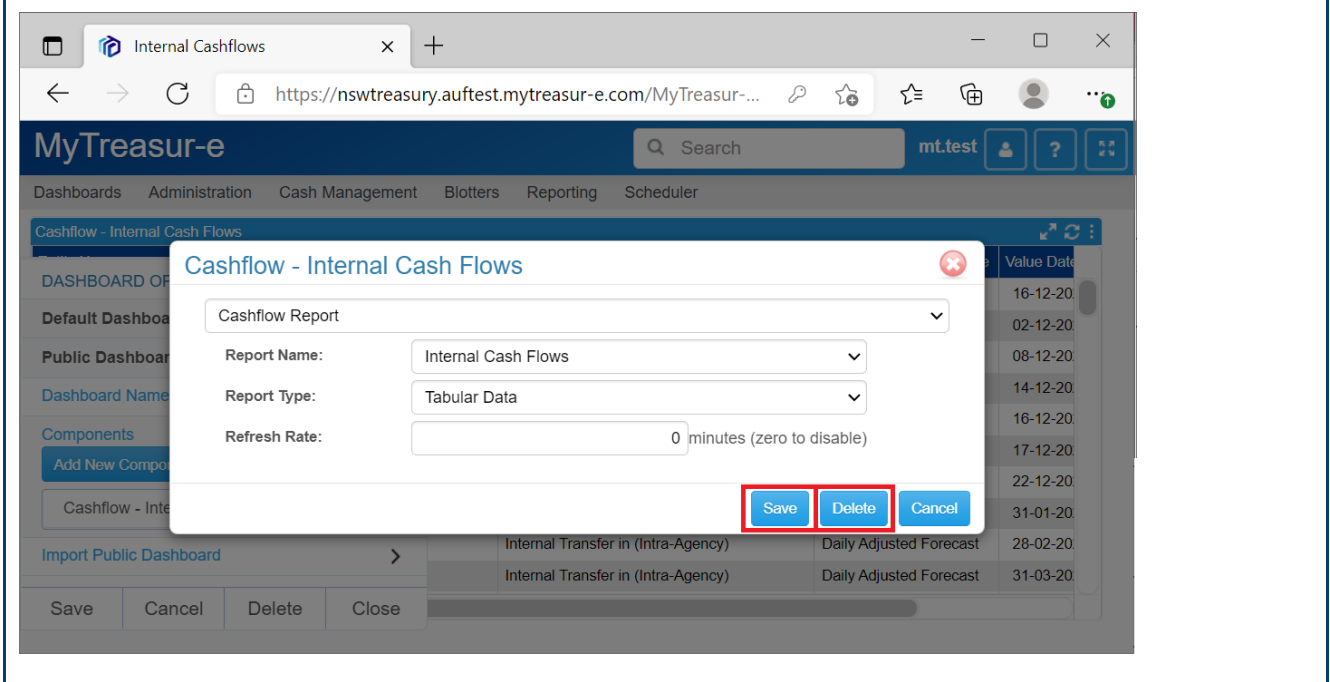 Internal Cashflows
https://nswtreasury.auftest.mytreasur-e.com/MyTreasur-...
MyTreasur-e
Search
mt.test
?
Dashboards Administration Cash Management Blotters Reporting Scheduler
Cashflow - Internal Cash Flows
Value Date
DASHBOARD OP
Default Dashboa
Public Dashboar
Dashboard Name
Components
Add New Compo
Cashflow - Inte
Import Public Dashboard
Save Cancel Delete Close
Cashflow - Internal Cash Flows
Cashflow Report
Report Name: Internal Cash Flows
Report Type: Tabular Data
Refresh Rate: 0 minutes (zero to disable)
Save Delete Cancel
16-12-20
02-12-20
08-12-20
14-12-20
16-12-20
17-12-20
22-12-20
31-01-20
Internal Transfer in (Intra-Agency) Daily Adjusted Forecast 28-02-20
Internal Transfer in (Intra-Agency) Daily Adjusted Forecast 31-03-20